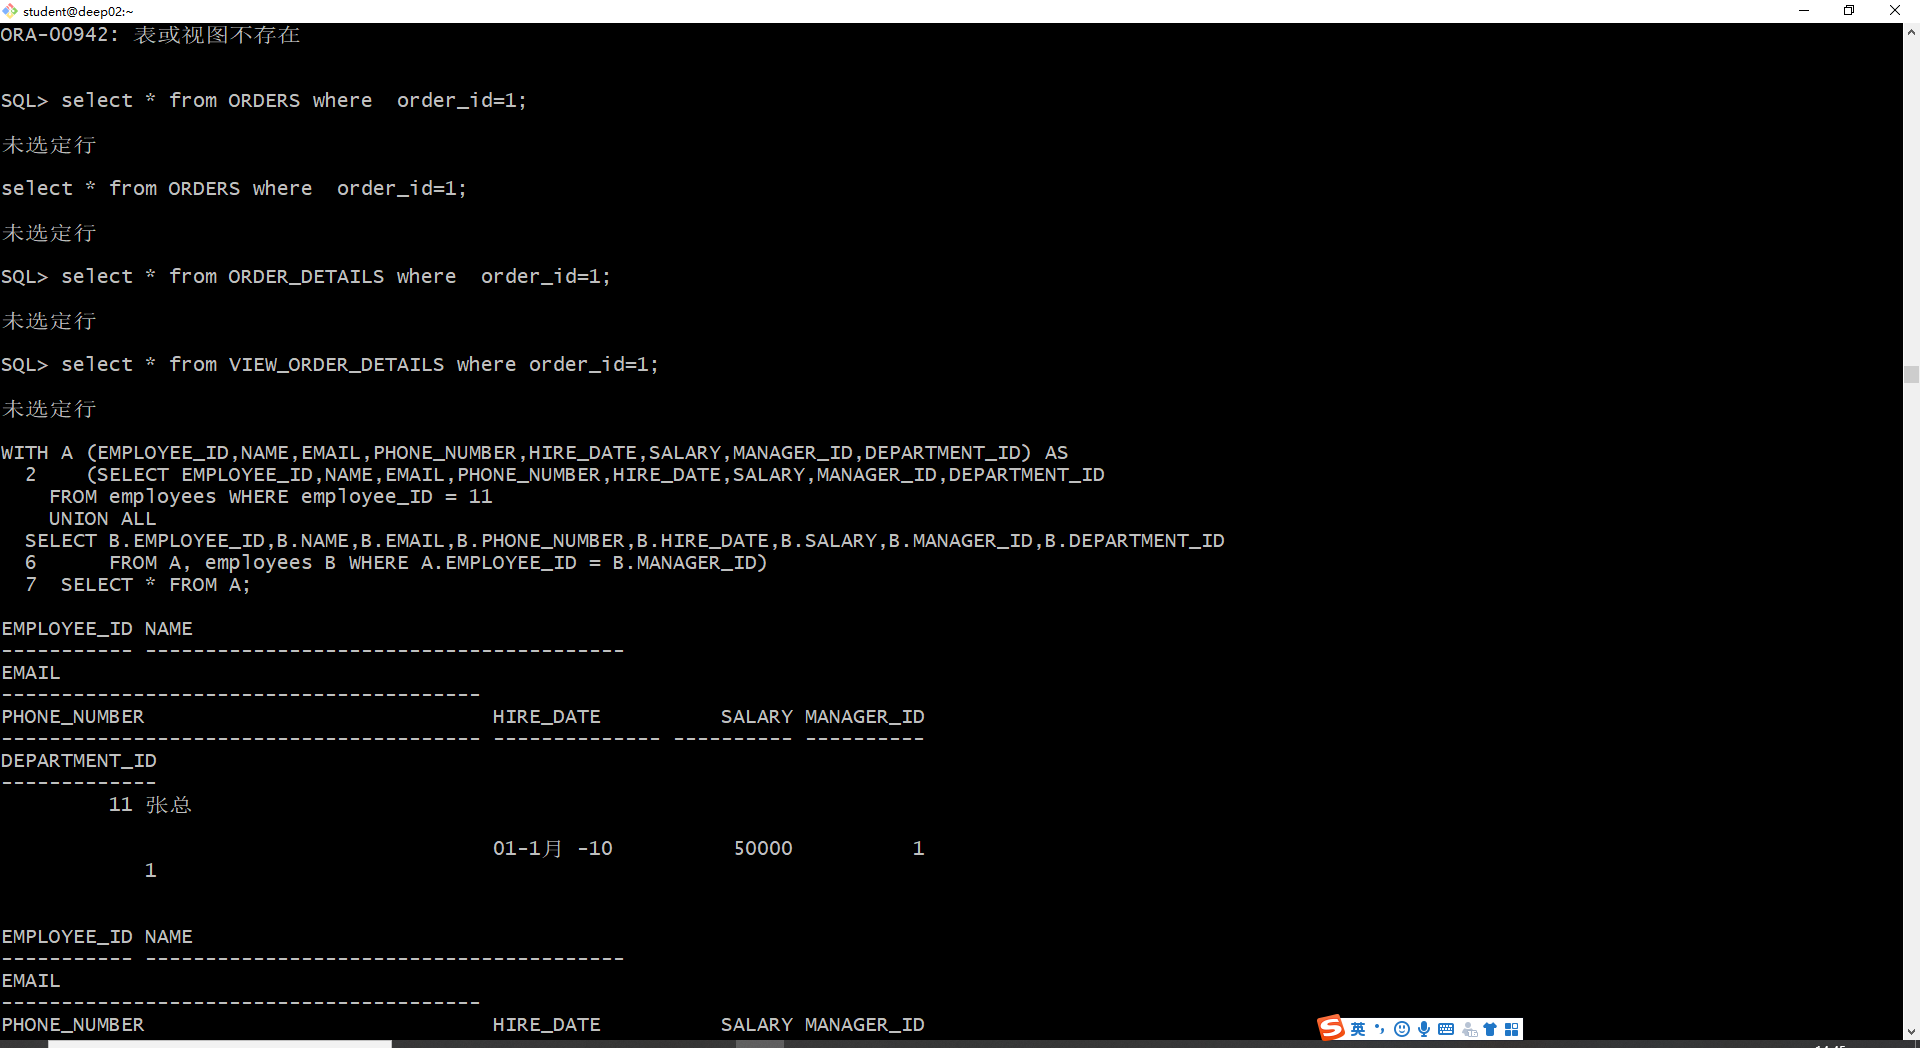 student@deep02:~
ORA-00942: 表或视图不存在
SQL> select * from ORDERS where  order_id=1;
未选定行
select * from ORDERS where  order_id=1;
未选定行
SQL> select * from ORDER_DETAILS where  order_id=1;
未选定行
SQL> select * from VIEW_ORDER_DETAILS where order_id=1;
未选定行
WITH A (EMPLOYEE_ID,NAME,EMAIL,PHONE_NUMBER,HIRE_DATE,SALARY,MANAGER_ID,DEPARTMENT_ID) AS
  2    (SELECT EMPLOYEE_ID,NAME,EMAIL,PHONE_NUMBER,HIRE_DATE,SALARY,MANAGER_ID,DEPARTMENT_ID
    FROM employees WHERE employee_ID = 11
    UNION ALL
  SELECT B.EMPLOYEE_ID,B.NAME,B.EMAIL,B.PHONE_NUMBER,B.HIRE_DATE,B.SALARY,B.MANAGER_ID,B.DEPARTMENT_ID
  6      FROM A, employees B WHERE A.EMPLOYEE_ID = B.MANAGER_ID)
  7  SELECT * FROM A;
EMPLOYEE_ID NAME
----------- ----------------------------------------
EMAIL
----------------------------------------
PHONE_NUMBER                             HIRE_DATE          SALARY MANAGER_ID
---------------------------------------- -------------- ---------- ----------
DEPARTMENT_ID
-------------
         11 张总
                                         01-1月 -10          50000          1
            1
EMPLOYEE_ID NAME
----------- ----------------------------------------
EMAIL
----------------------------------------
PHONE_NUMBER                             HIRE_DATE          SALARY MANAGER_ID
英